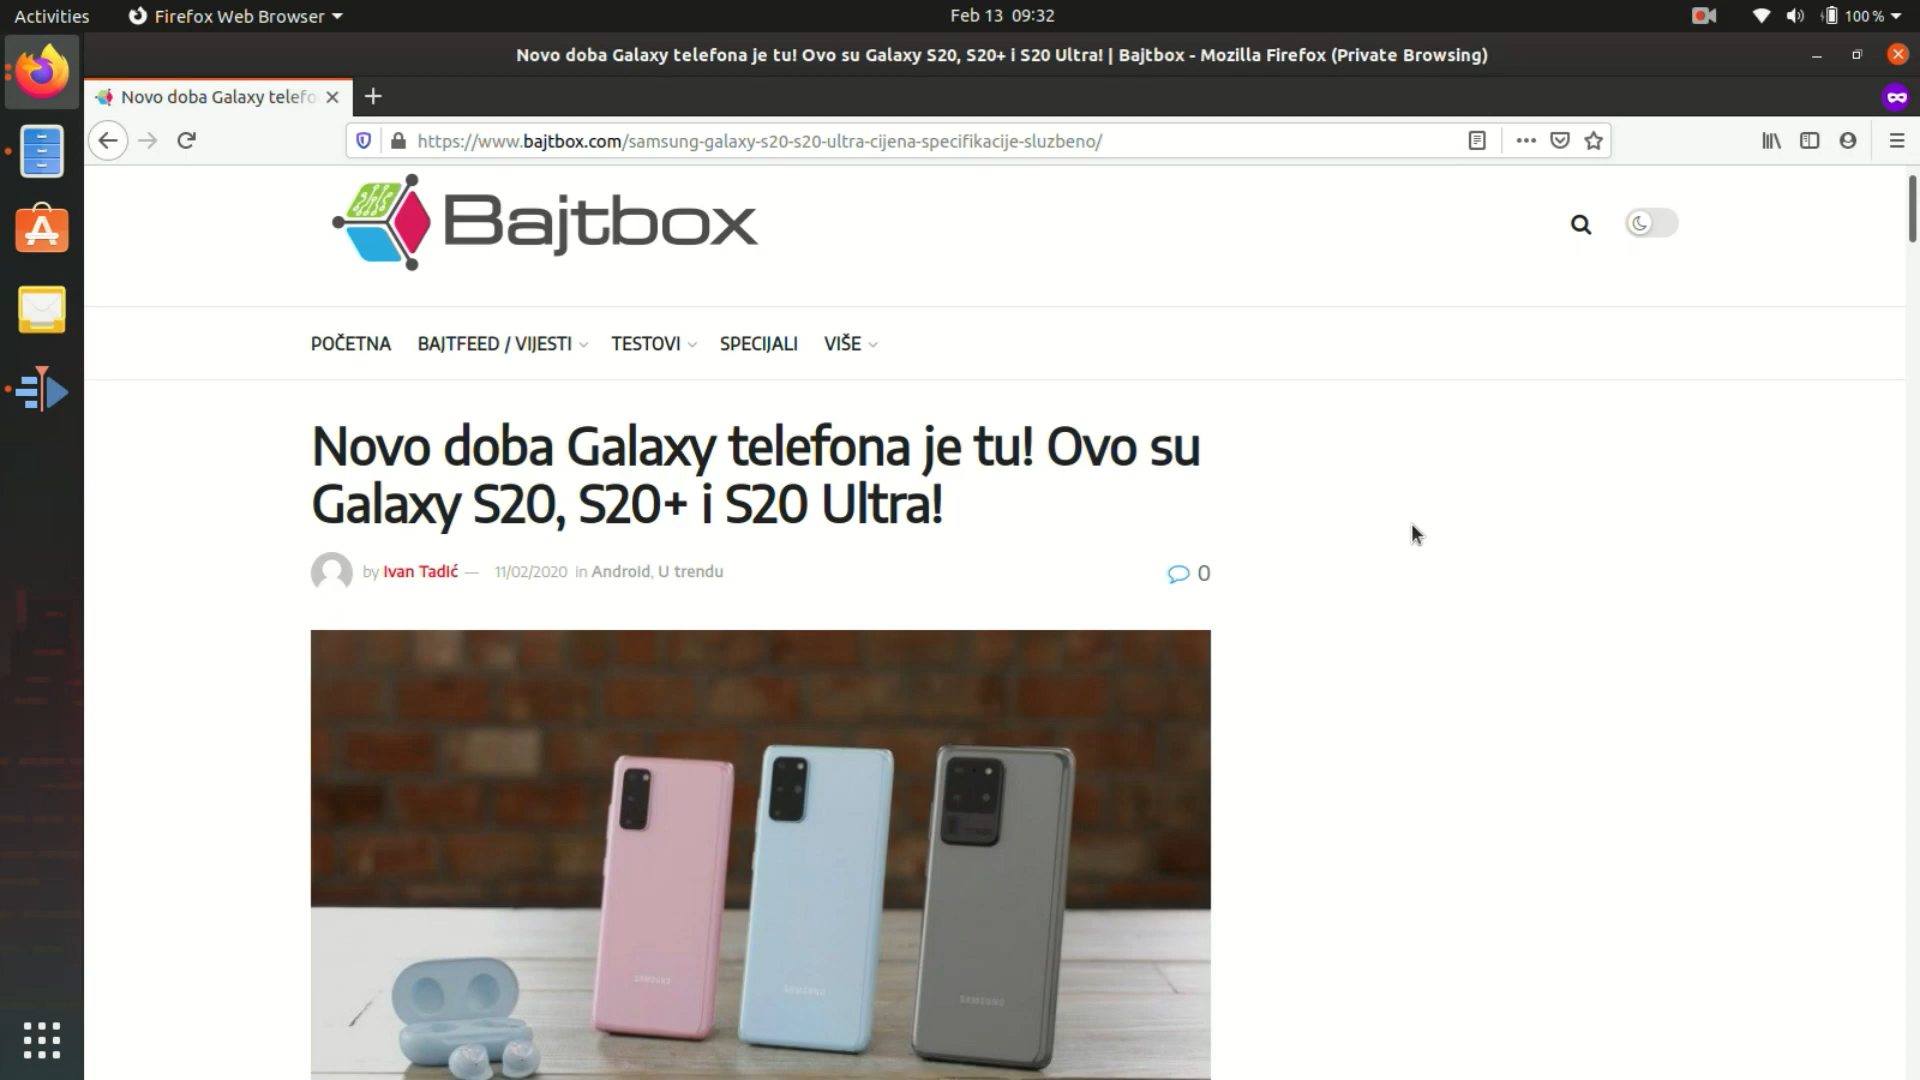 Activities
Firefox Web Browser
Feb 13 09:32
100 %
Novo doba Galaxy telefona je tu! Ovo su Galaxy S20, S20+ i S20 Ultra! | Bajtbox - Mozilla Firefox (Private Browsing)
Novo doba Galaxy telefo
https://www.bajtbox.com/samsung-galaxy-s20-s20-ultra-cijena-specifikacije-sluzbeno/
Bajtbox
POČETNA BAJTFEED / VIJESTI TESTOVI SPECIJALI VIŠE
Novo doba Galaxy telefona je tu! Ovo su
Galaxy S20, S20+ i S20 Ultra!
by Ivan Tadić — 11/02/2020 in Android, U trendu
0
SAMSUNG
SAMSUNG
SAMSUNG